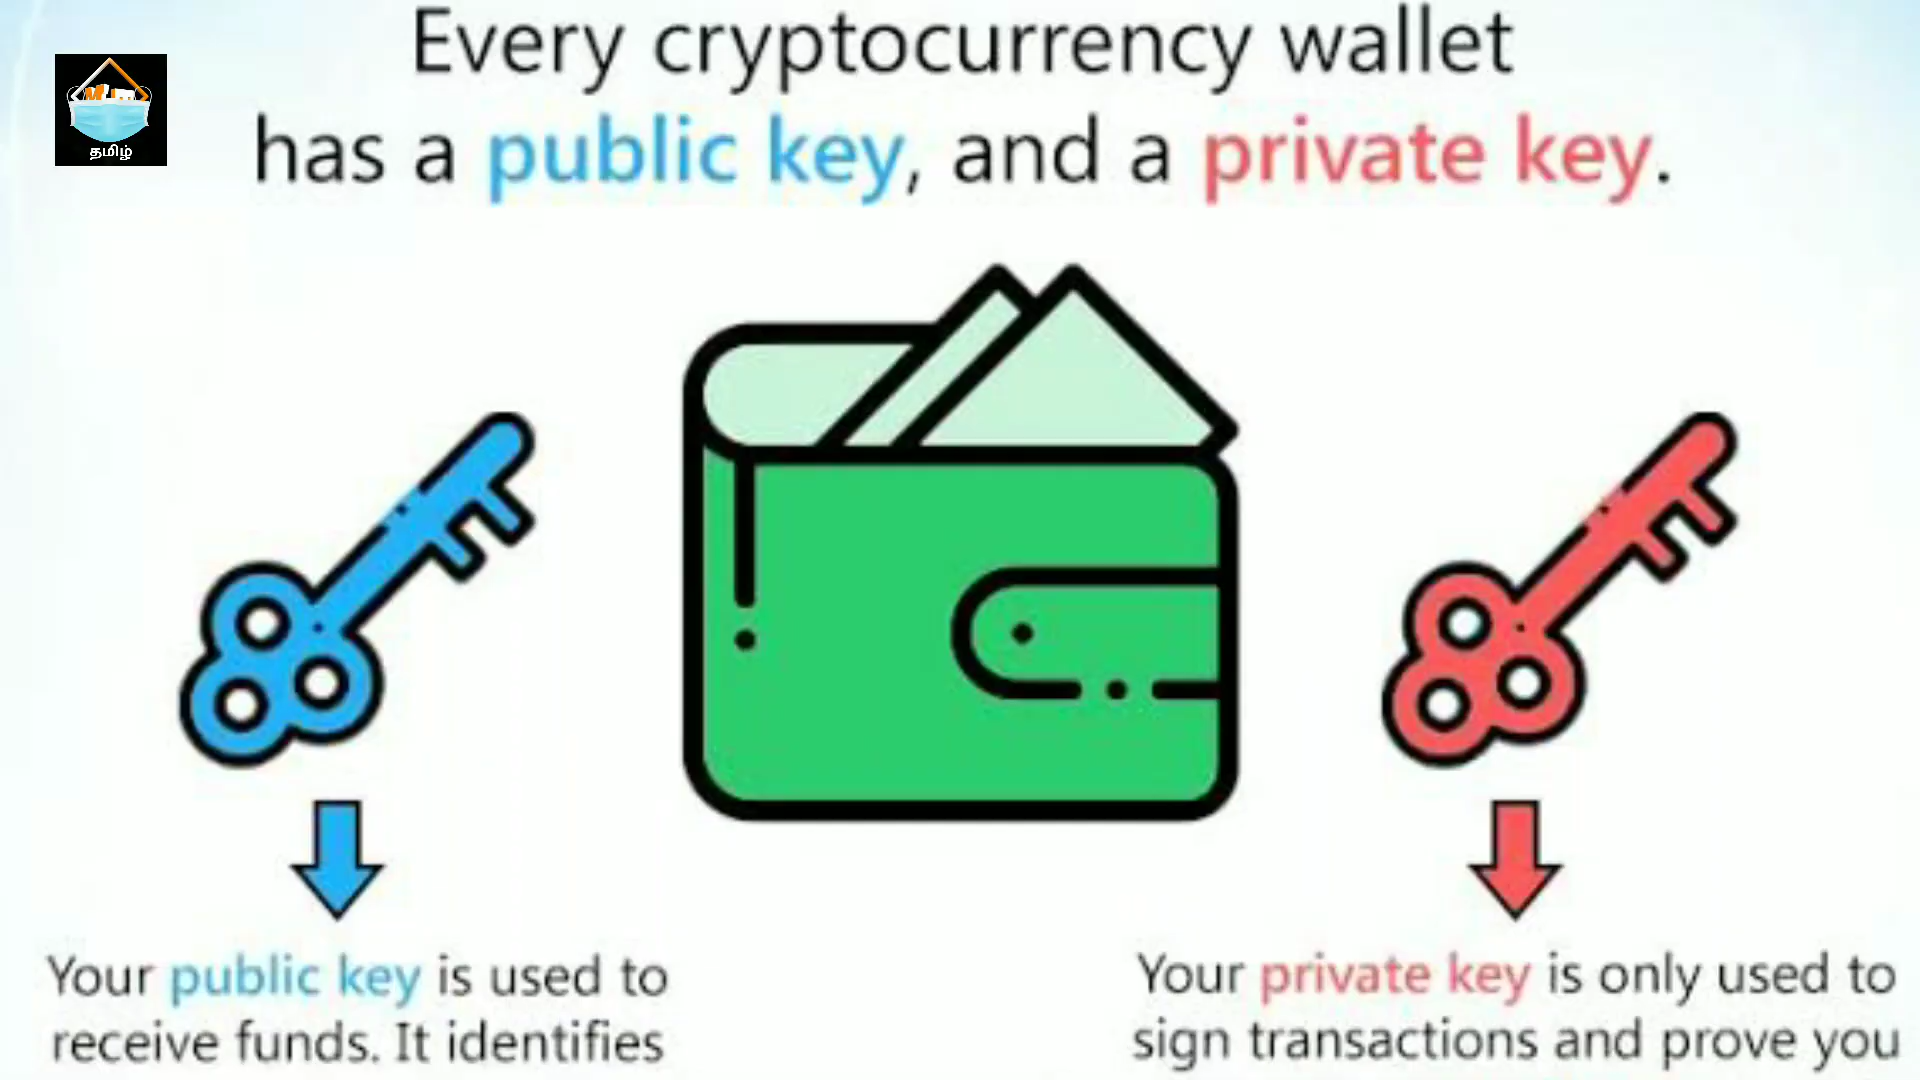 Every cryptocurrency wallet
has a public key, and a private key.
தமிழ்
Your public key is used to
receive funds. It identifies
Your private key is only used to
sign transactions and prove you